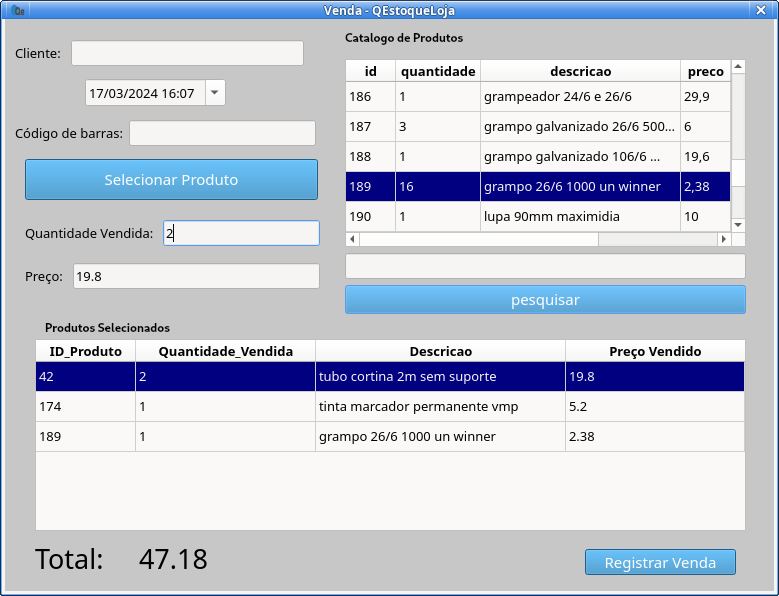 Venda - QEstoqueLoja
Cliente:
17/03/2024 16:07
Código de barras:
Selecionar Produto
Quantidade Vendida: 2
Preço: 19.8
Catalogo de Produtos
id quantidade descricao preco
186 1 grampeador 24/6 e 26/6 29,9
187 3 grampo galvanizado 26/6 500... 6
188 1 grampo galvanizado 106/6 ... 19,6
189 16 grampo 26/6 1000 un winner 2,38
190 1 lupa 90mm maximidia 10
pesquisar
Produtos Selecionados
ID_Produto Quantidade_Vendida Descricao Preço Vendido
42 2 tubo cortina 2m sem suporte 19.8
174 1 tinta marcador permanente vmp 5.2
189 1 grampo 26/6 1000 un winner 2.38
Total: 47.18
Registrar Venda